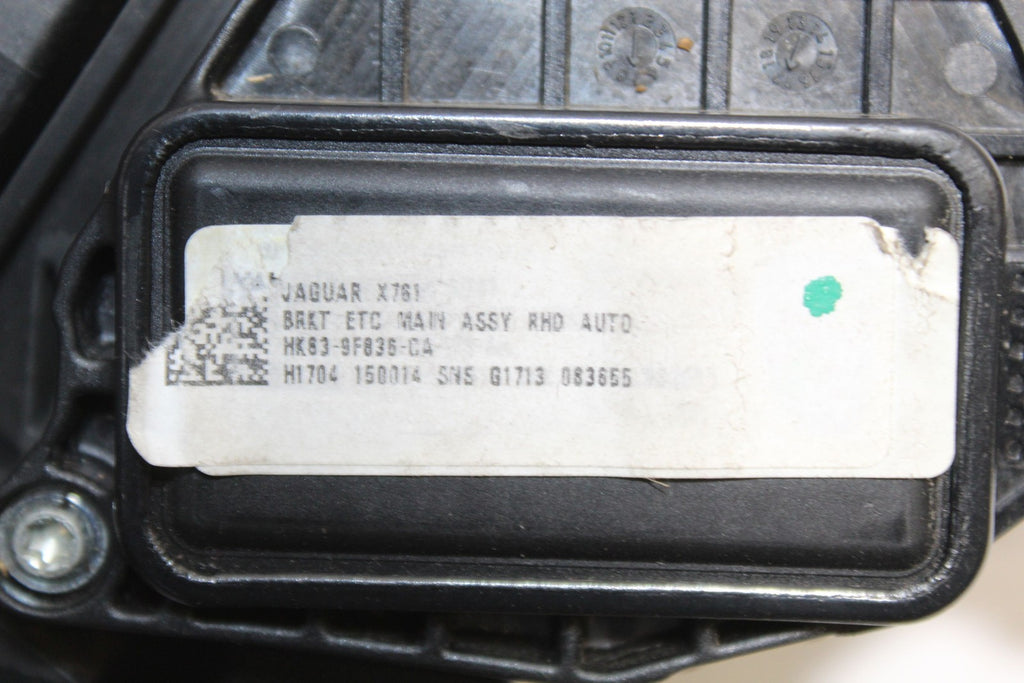 JAGUAR X761
BRKT ETC MAIN ASSY RHD AUTO
HK83-9F836-CA
H1704 150014 SNS G1713 083655